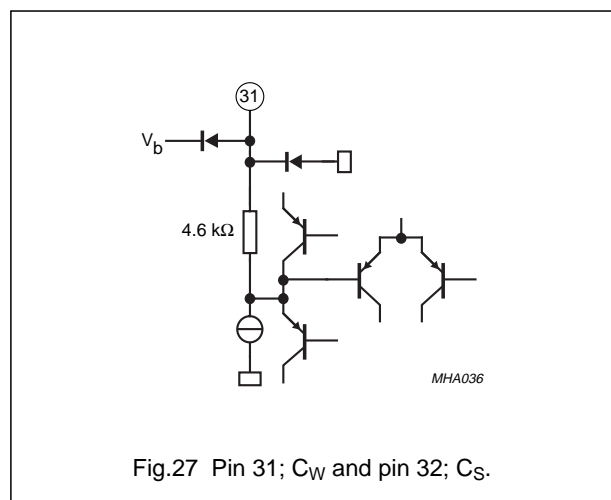 31
V_b
4.6 kΩ
MHA036
Fig.27 Pin 31; C_W and pin 32; C_S.